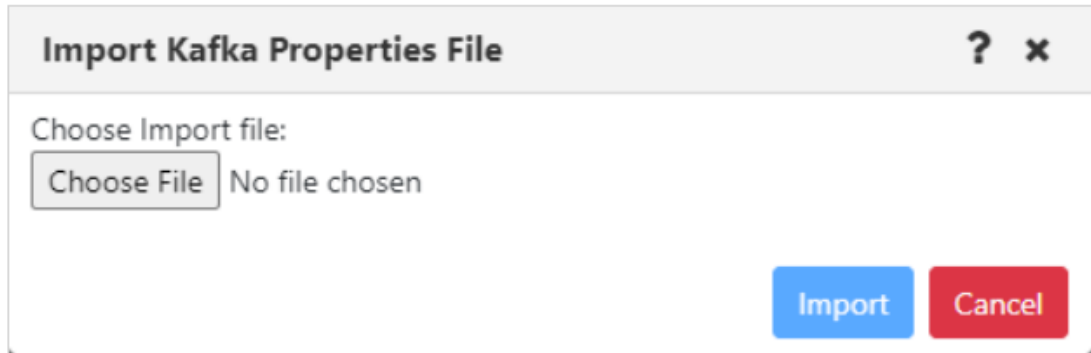 Import Kafka Properties File ? ×
Choose Import file:
Choose File No file chosen
Import Cancel